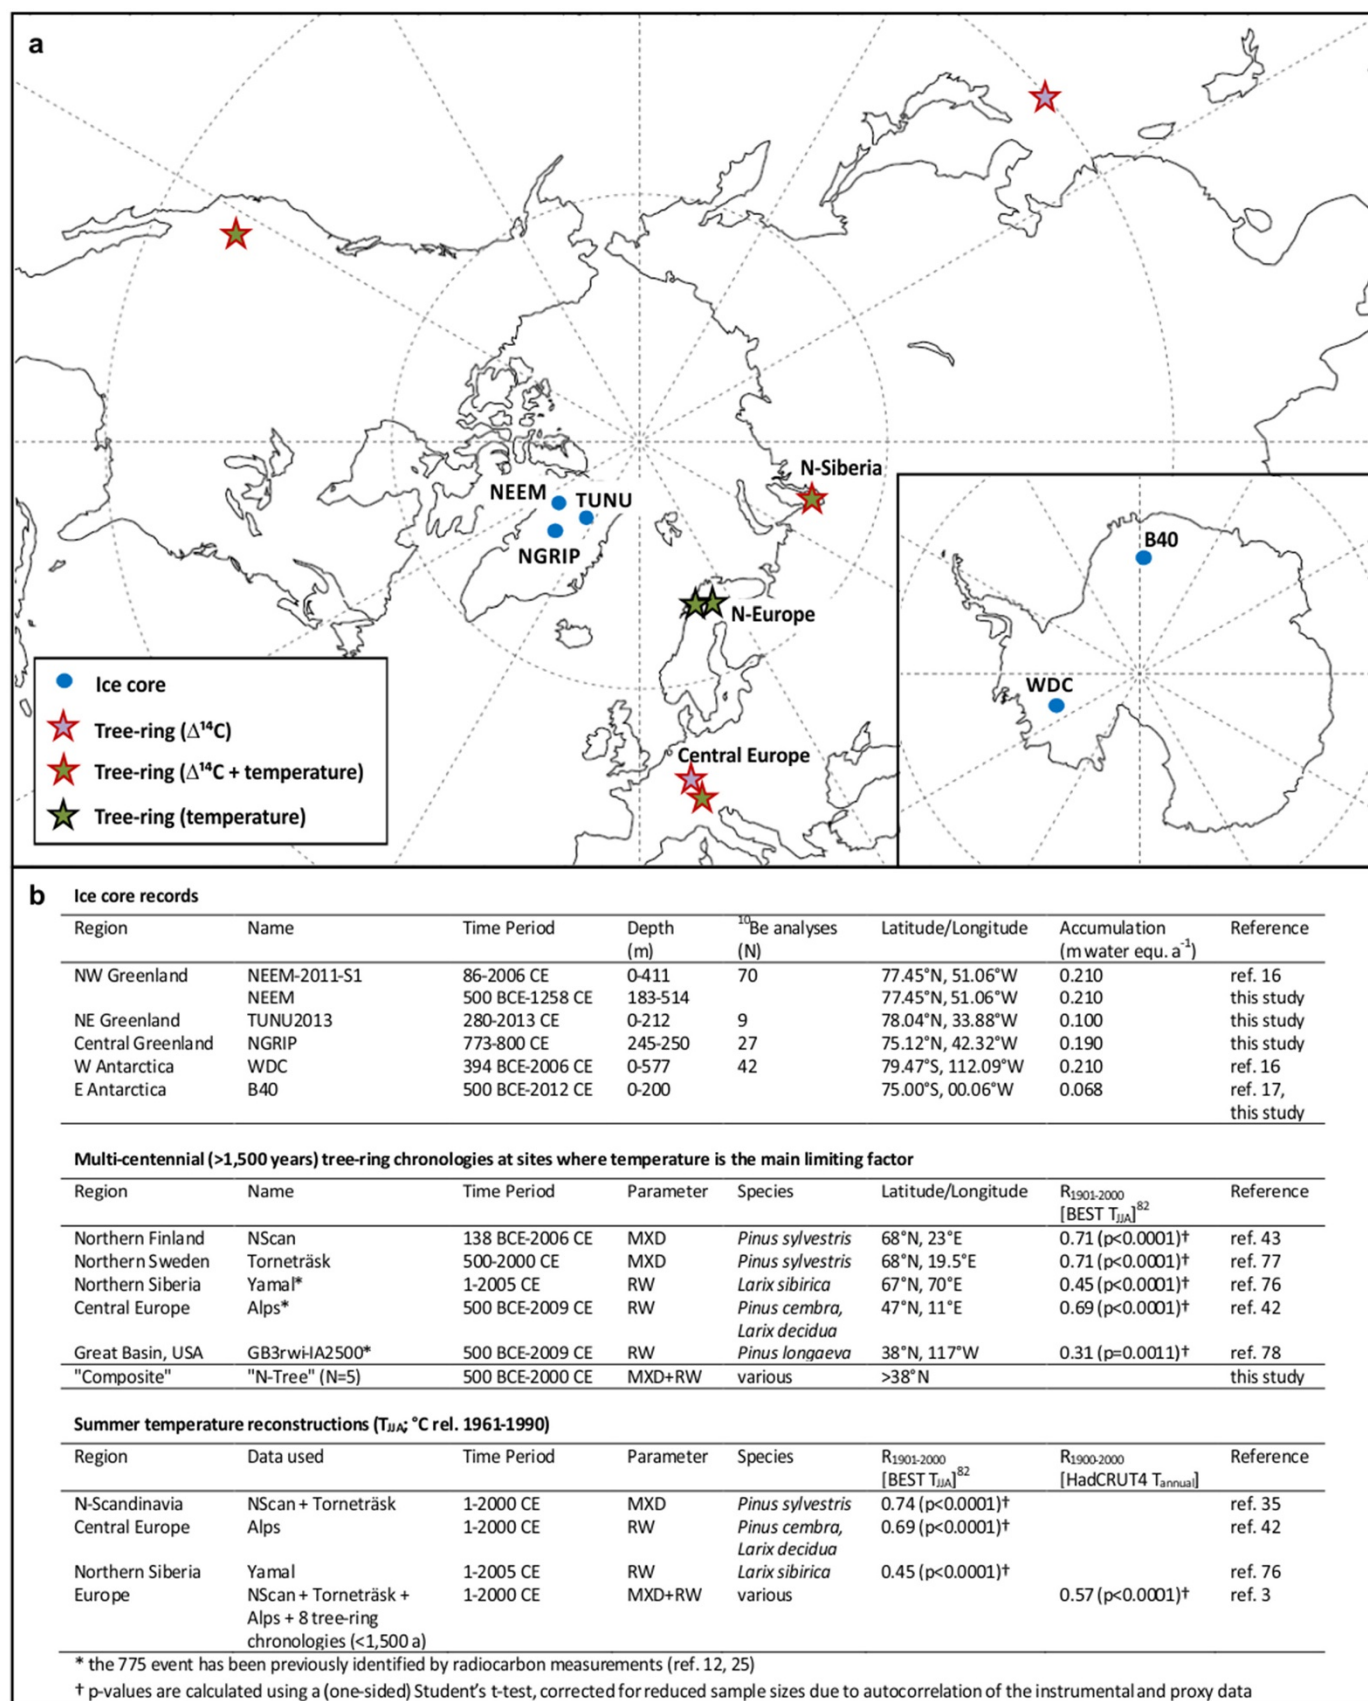 a
N-Siberia
NEEM
TUNU
NGRIP
N-Europe
B40
WDC
Central Europe
Ice core
Tree-ring (Δ¹⁴C)
Tree-ring (Δ¹⁴C + temperature)
Tree-ring (temperature)
b Ice core records
Region Name Time Period Depth (m) ¹⁰Be analyses (N) Latitude/Longitude Accumulation (m water equ. a⁻¹) Reference
NW Greenland NEEM-2011-S1 86-2006 CE 0-411 70 77.45°N, 51.06°W 0.210 ref. 16
NEEM 500 BCE-1258 CE 183-514 77.45°N, 51.06°W 0.210 this study
NE Greenland TUNU2013 280-2013 CE 0-212 9 78.04°N, 33.88°W 0.100 this study
Central Greenland NGRIP 773-800 CE 245-250 27 75.12°N, 42.32°W 0.190 this study
W Antarctica WDC 394 BCE-2006 CE 0-577 42 79.47°S, 112.09°W 0.210 ref. 16
E Antarctica B40 500 BCE-2012 CE 0-200 75.00°S, 00.06°W 0.068 ref. 17,
this study
Multi-centennial (>1,500 years) tree-ring chronologies at sites where temperature is the main limiting factor
Region Name Time Period Parameter Species Latitude/Longitude R₁₉₀₁₋₂₀₀₀ [BEST TJJA]⁸² Reference
Northern Finland NScan 138 BCE-2006 CE MXD Pinus sylvestris 68°N, 23°E 0.71 (p<0.0001)† ref. 43
Northern Sweden Torneträsk 500-2000 CE MXD Pinus sylvestris 68°N, 19.5°E 0.71 (p<0.0001)† ref. 77
Northern Siberia Yamal* 1-2005 CE RW Larix sibirica 67°N, 70°E 0.45 (p<0.0001)† ref. 76
Central Europe Alps* 500 BCE-2009 CE RW Pinus cembra, 47°N, 11°E 0.69 (p<0.0001)† ref. 42
Larix decidua
Great Basin, USA GB3rwi-IA2500* 500 BCE-2009 CE RW Pinus longaeva 38°N, 117°W 0.31 (p=0.0011)† ref. 78
"Composite" "N-Tree" (N=5) 500 BCE-2000 CE MXD+RW various >38°N this study
Summer temperature reconstructions (TJJA; °C rel. 1961-1990)
Region Data used Time Period Parameter Species R₁₉₀₁₋₂₀₀₀ [BEST TJJA]⁸² R₁₉₀₀₋₂₀₀₀ [HadCRUT4 Tannual] Reference
N-Scandinavia NScan + Torneträsk 1-2000 CE MXD Pinus sylvestris 0.74 (p<0.0001)† ref. 35
Central Europe Alps 1-2000 CE RW Pinus cembra, 0.69 (p<0.0001)† ref. 42
Larix decidua
Northern Siberia Yamal 1-2005 CE RW Larix sibirica 0.45 (p<0.0001)† ref. 76
Europe NScan + Torneträsk + 1-2000 CE MXD+RW various 0.57 (p<0.0001)† ref. 3
Alps + 8 tree-ring
chronologies (<1,500 a)
* the 775 event has been previously identified by radiocarbon measurements (ref. 12, 25)
† p-values are calculated using a (one-sided) Student's t-test, corrected for reduced sample sizes due to autocorrelation of the instrumental and proxy data